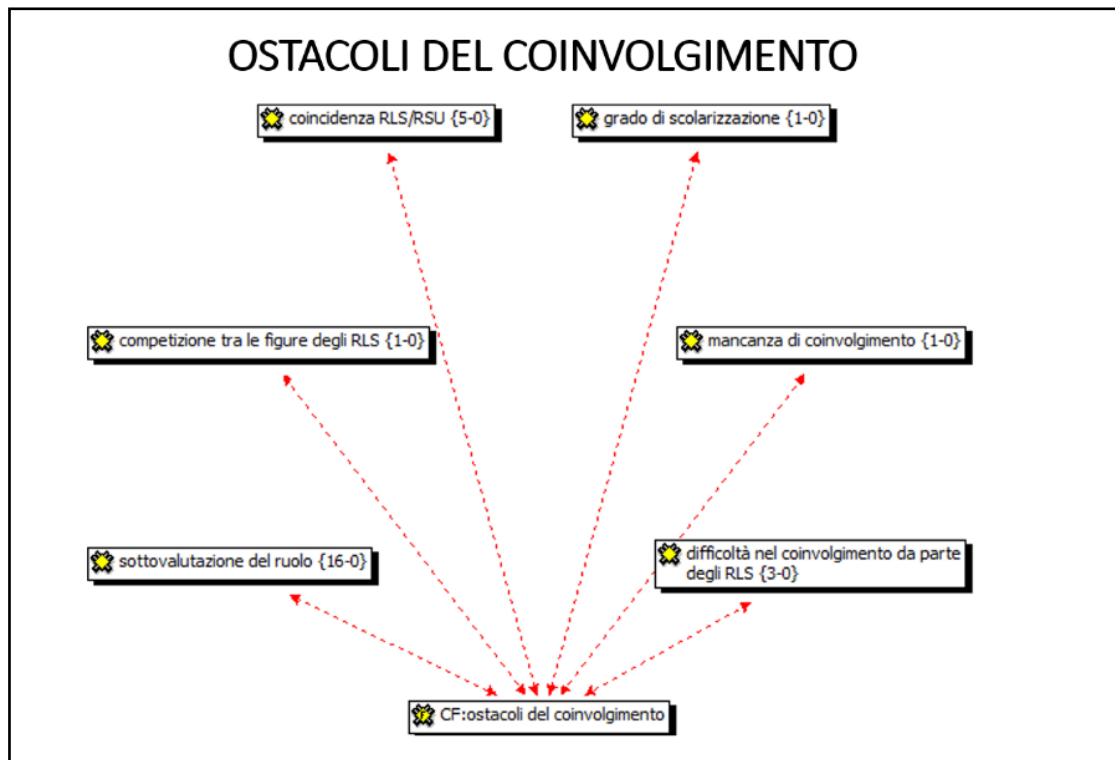 OSTACOLI DEL COINVOLGIMENTO
coincidenza RLS/RSU {5-0}
grado di scolarizzazione {1-0}
competizione tra le figure degli RLS {1-0}
mancanza di coinvolgimento {1-0}
sottovalutazione del ruolo {16-0}
difficoltà nel coinvolgimento da parte
degli RLS {3-0}
CF:ostacoli del coinvolgimento